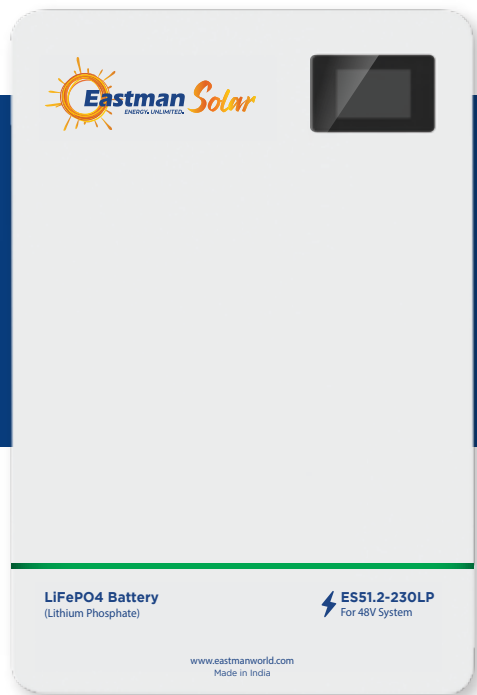 Eastman Solar
ENERGY. UNLIMITED.
LiFePO4 Battery
(Lithium Phosphate)
ES51.2-230LP
For 48V System
www.eastmanworld.com
Made in India